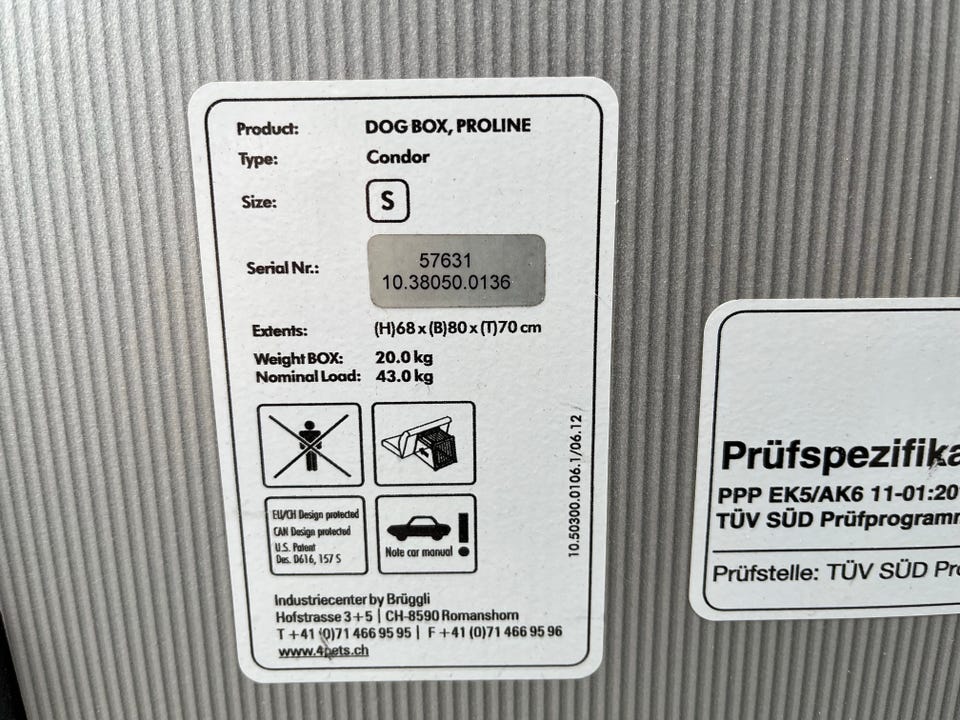 Product: DOG BOX, PROLINE
Type: Condor
Size: S
Serial Nr.: 57631
10.38050.0136
Extents: (H)68 x (B)80 x (T)70 cm
Weight BOX: 20.0 kg
Nominal Load: 43.0 kg
EU/CH Design protected
CAN Design protected
U.S. Patent
Des. D616, 157 S
Note car manual
10.50300.0106.1/06.12
Industriecenter by Brüggli
Hofstrasse 3+5 | CH-8590 Romanshorn
T +41 (0)71 466 95 95 | F +41 (0)71 466 95 96
www.4pets.ch
Prüfspezifika
PPP EK5/AK6 11-01:20
TÜV SÜD Prüfprogramm
Prüfstelle: TÜV SÜD Pro